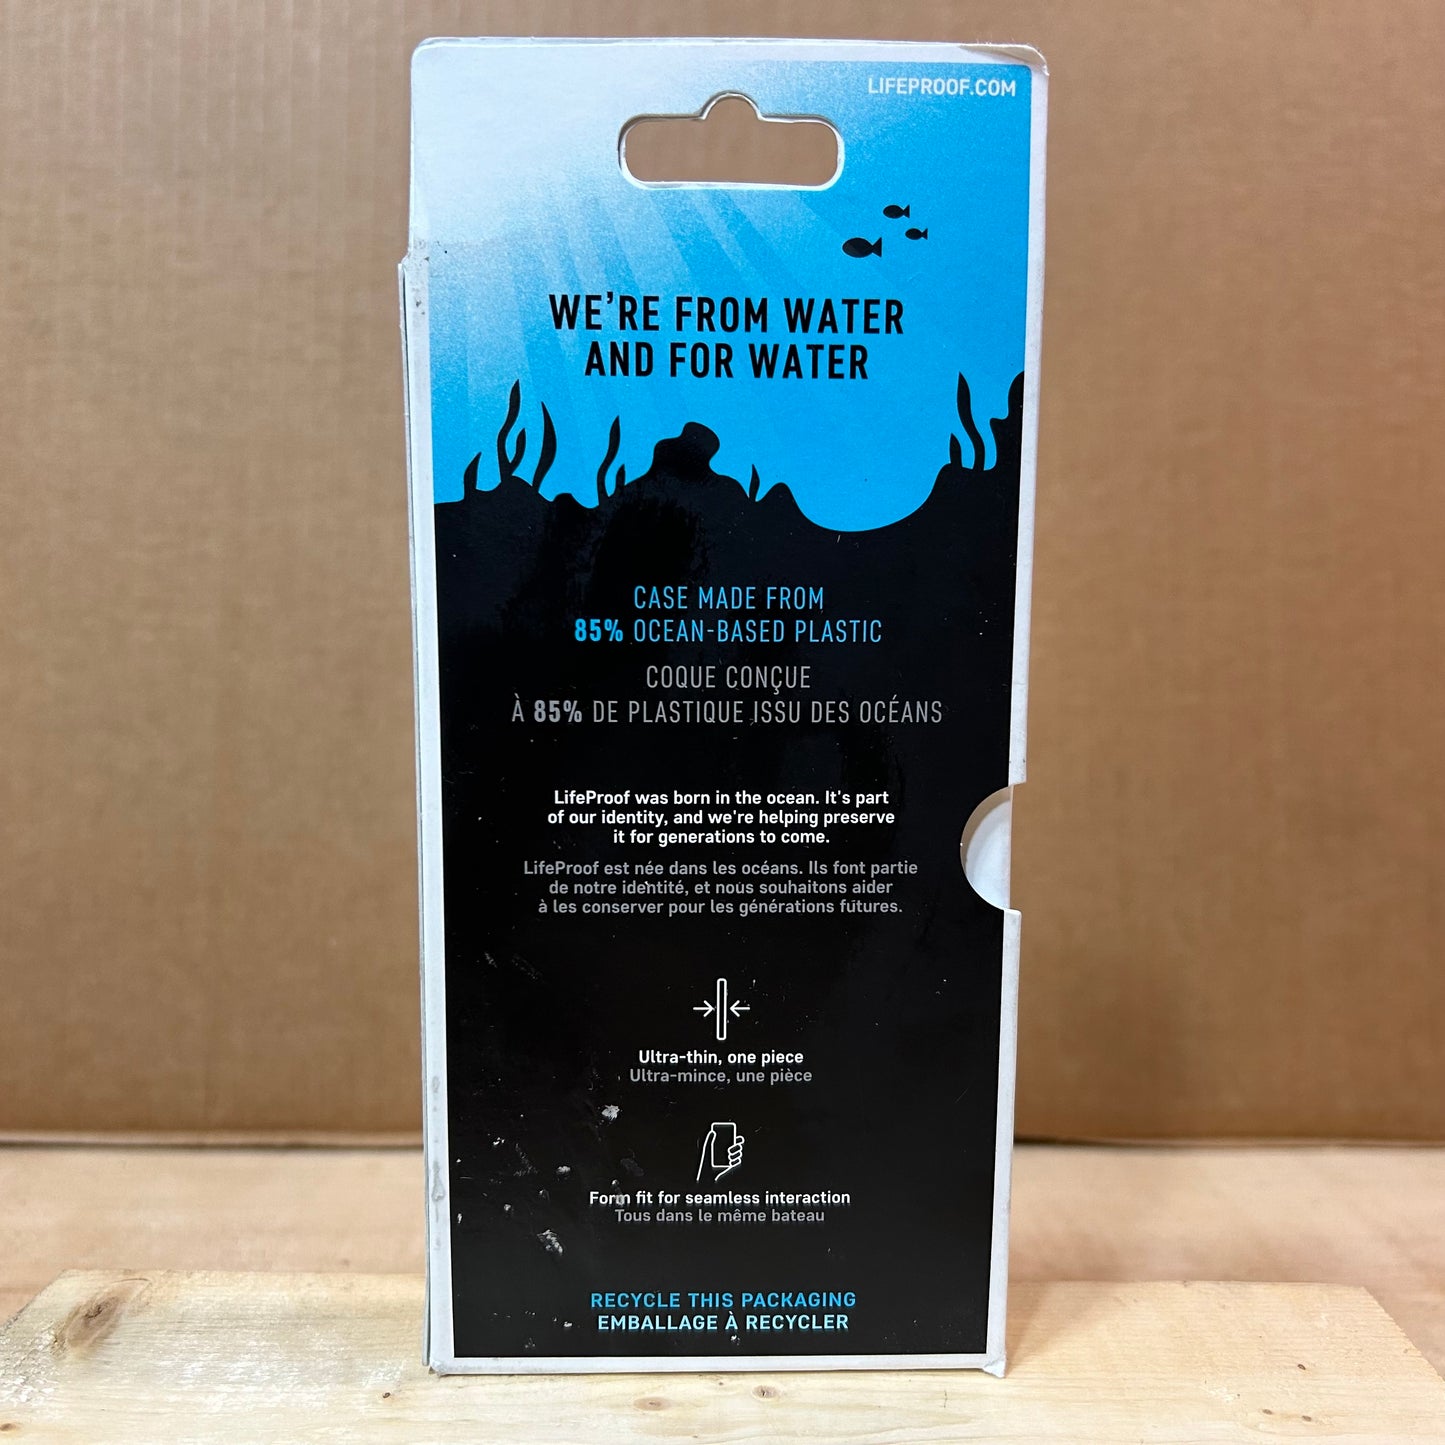 LIFEPROOF.COM
WE'RE FROM WATER
AND FOR WATER
CASE MADE FROM
85% OCEAN-BASED PLASTIC
COQUE CONÇUE
À 85% DE PLASTIQUE ISSU DES OCÉANS
LifeProof was born in the ocean. It's part
of our identity, and we're helping preserve
it for generations to come.
LifeProof est née dans les océans. Ils font partie
de notre identité, et nous souhaitons aider
à les conserver pour les générations futures.
Ultra-thin, one piece
Ultra-mince, une pièce
Form fit for seamless interaction
Tous dans le même bateau
RECYCLE THIS PACKAGING
EMBALLAGE À RECYCLER